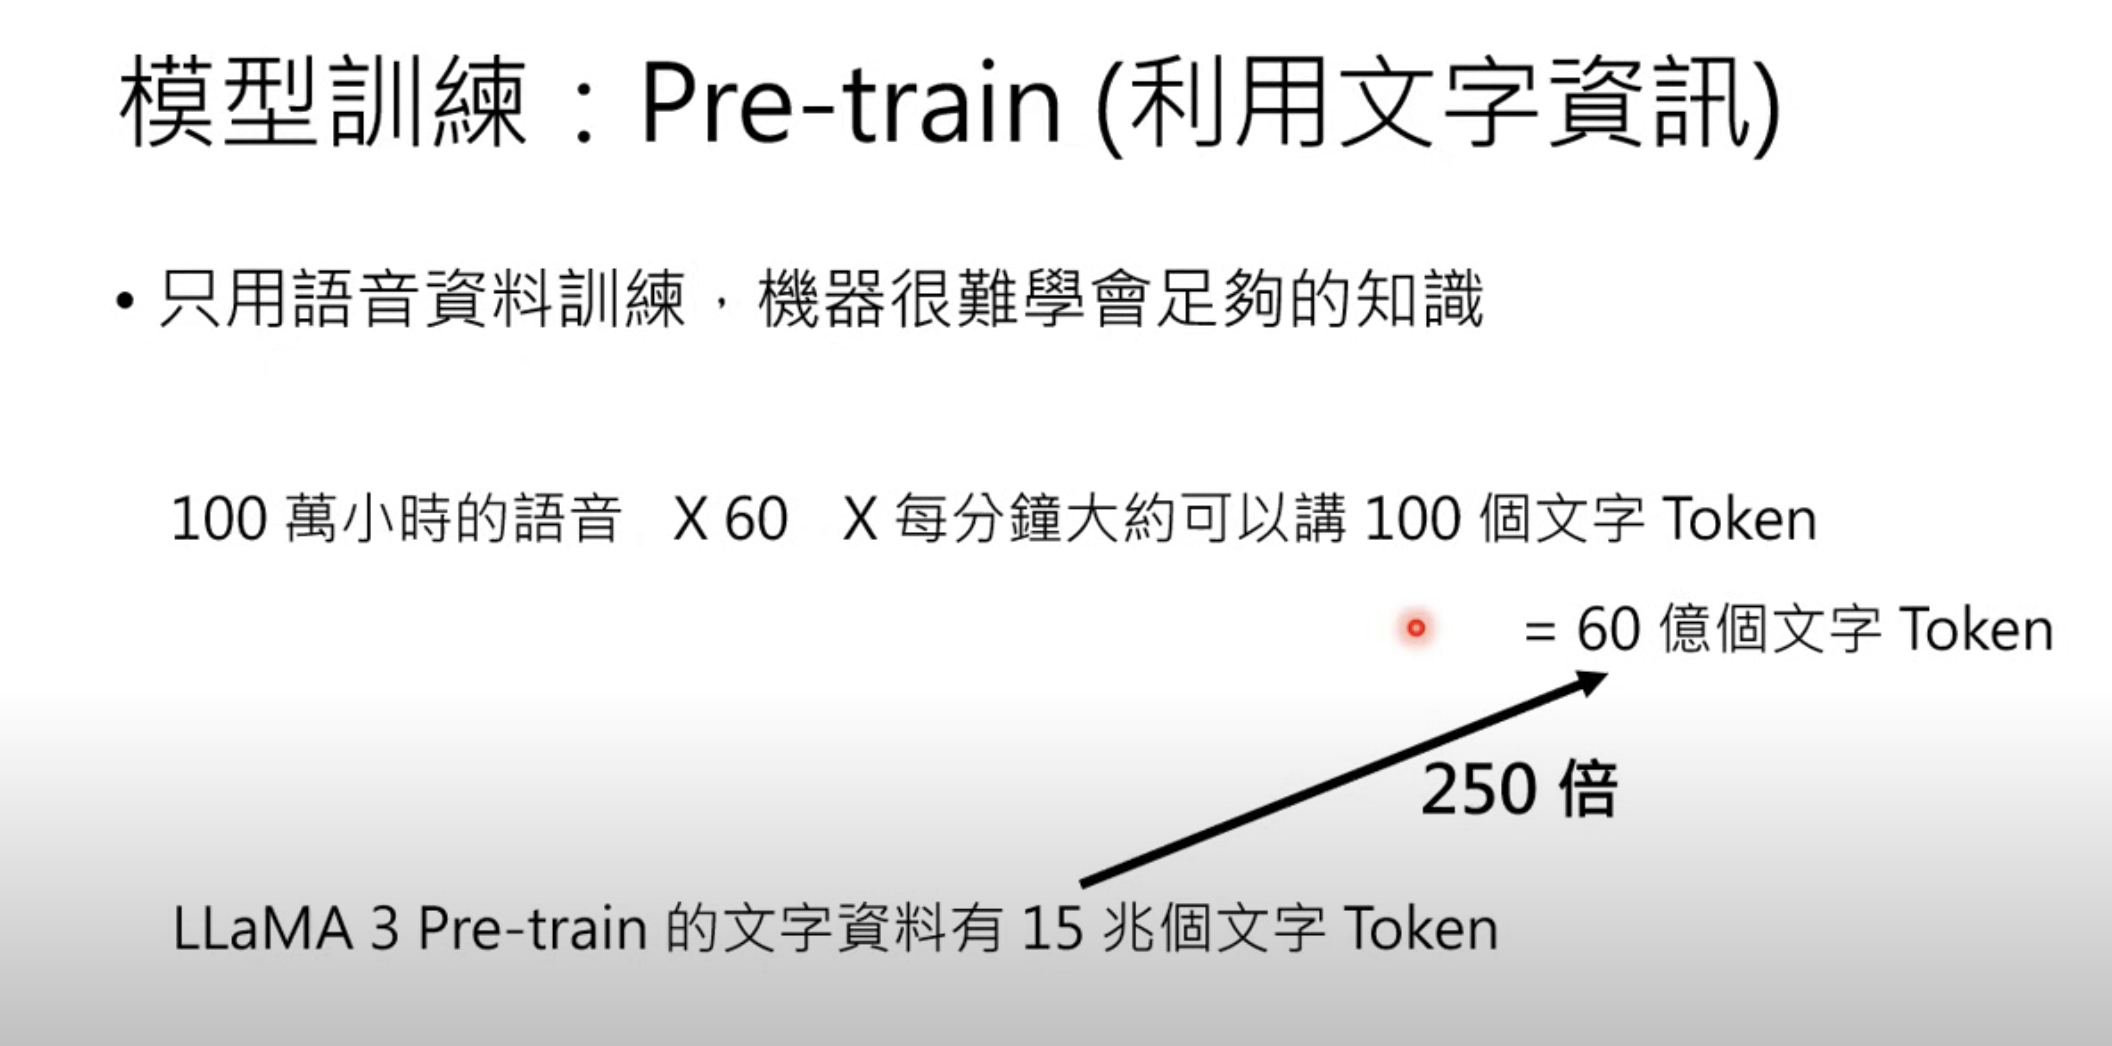 模型訓練：Pre-train (利用文字資訊)
• 只用語音資料訓練，機器很難學會足夠的知識
100 萬小時的語音 X 60 X 每分鐘大約可以講 100 個文字 Token
= 60 億個文字 Token
250 倍
LLaMA 3 Pre-train 的文字資料有 15 兆個文字 Token